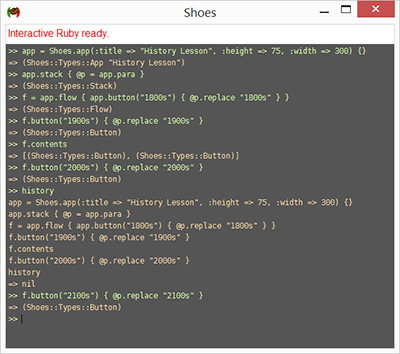 Shoes
Interactive Ruby ready.
>> app = Shoes.app(:title => "History Lesson", :height => 75, :width => 300) {}
=> (Shoes::Types::App "History Lesson")
>> app.stack { @p = app.para }
=> (Shoes::Types::Stack)
>> f = app.flow { app.button("1800s") { @p.replace "1800s" } }
=> (Shoes::Types::Flow)
>> f.button("1900s") { @p.replace "1900s" }
=> (Shoes::Types::Button)
>> f.contents
=> [(Shoes::Types::Button), (Shoes::Types::Button)]
>> f.button("2000s") { @p.replace "2000s" }
=> (Shoes::Types::Button)
>> history
app = Shoes.app(:title => "History Lesson", :height => 75, :width => 300) {}
app.stack { @p = app.para }
f = app.flow { app.button("1800s") { @p.replace "1800s" } }
f.button("1900s") { @p.replace "1900s" }
f.contents
f.button("2000s") { @p.replace "2000s" }
history
=> nil
>> f.button("2100s") { @p.replace "2100s" }
=> (Shoes::Types::Button)
>>